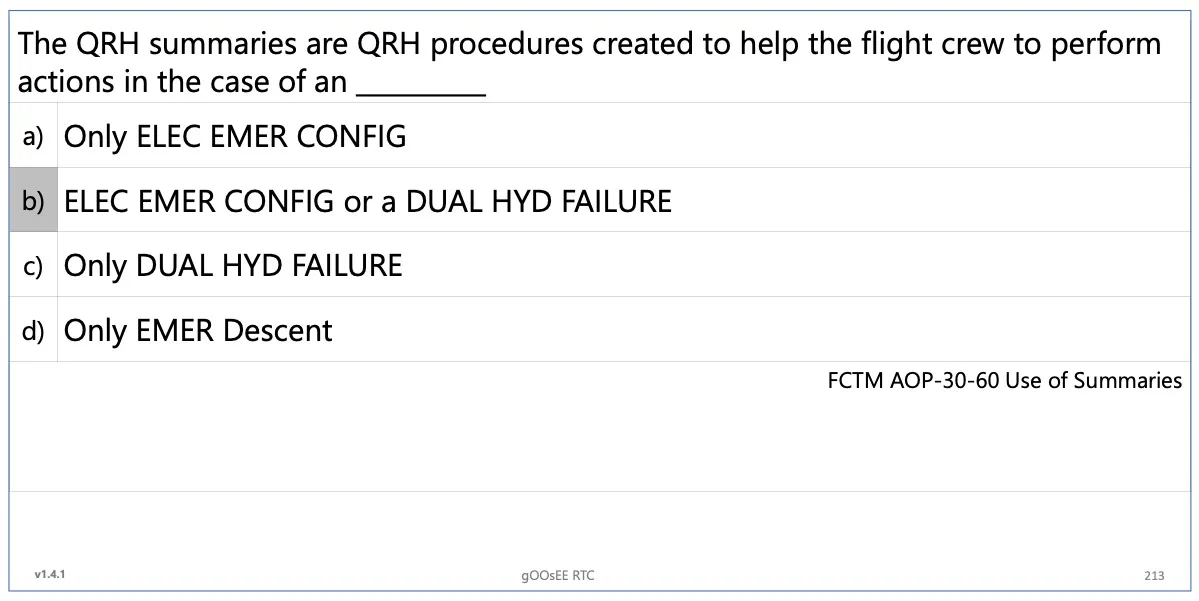 The QRH summaries are QRH procedures created to help the flight crew to perform
actions in the case of an _________
a) Only ELEC EMER CONFIG
b) ELEC EMER CONFIG or a DUAL HYD FAILURE
c) Only DUAL HYD FAILURE
d) Only EMER Descent
FCTM AOP-30-60 Use of Summaries
v1.4.1 gOOsEE RTC 213